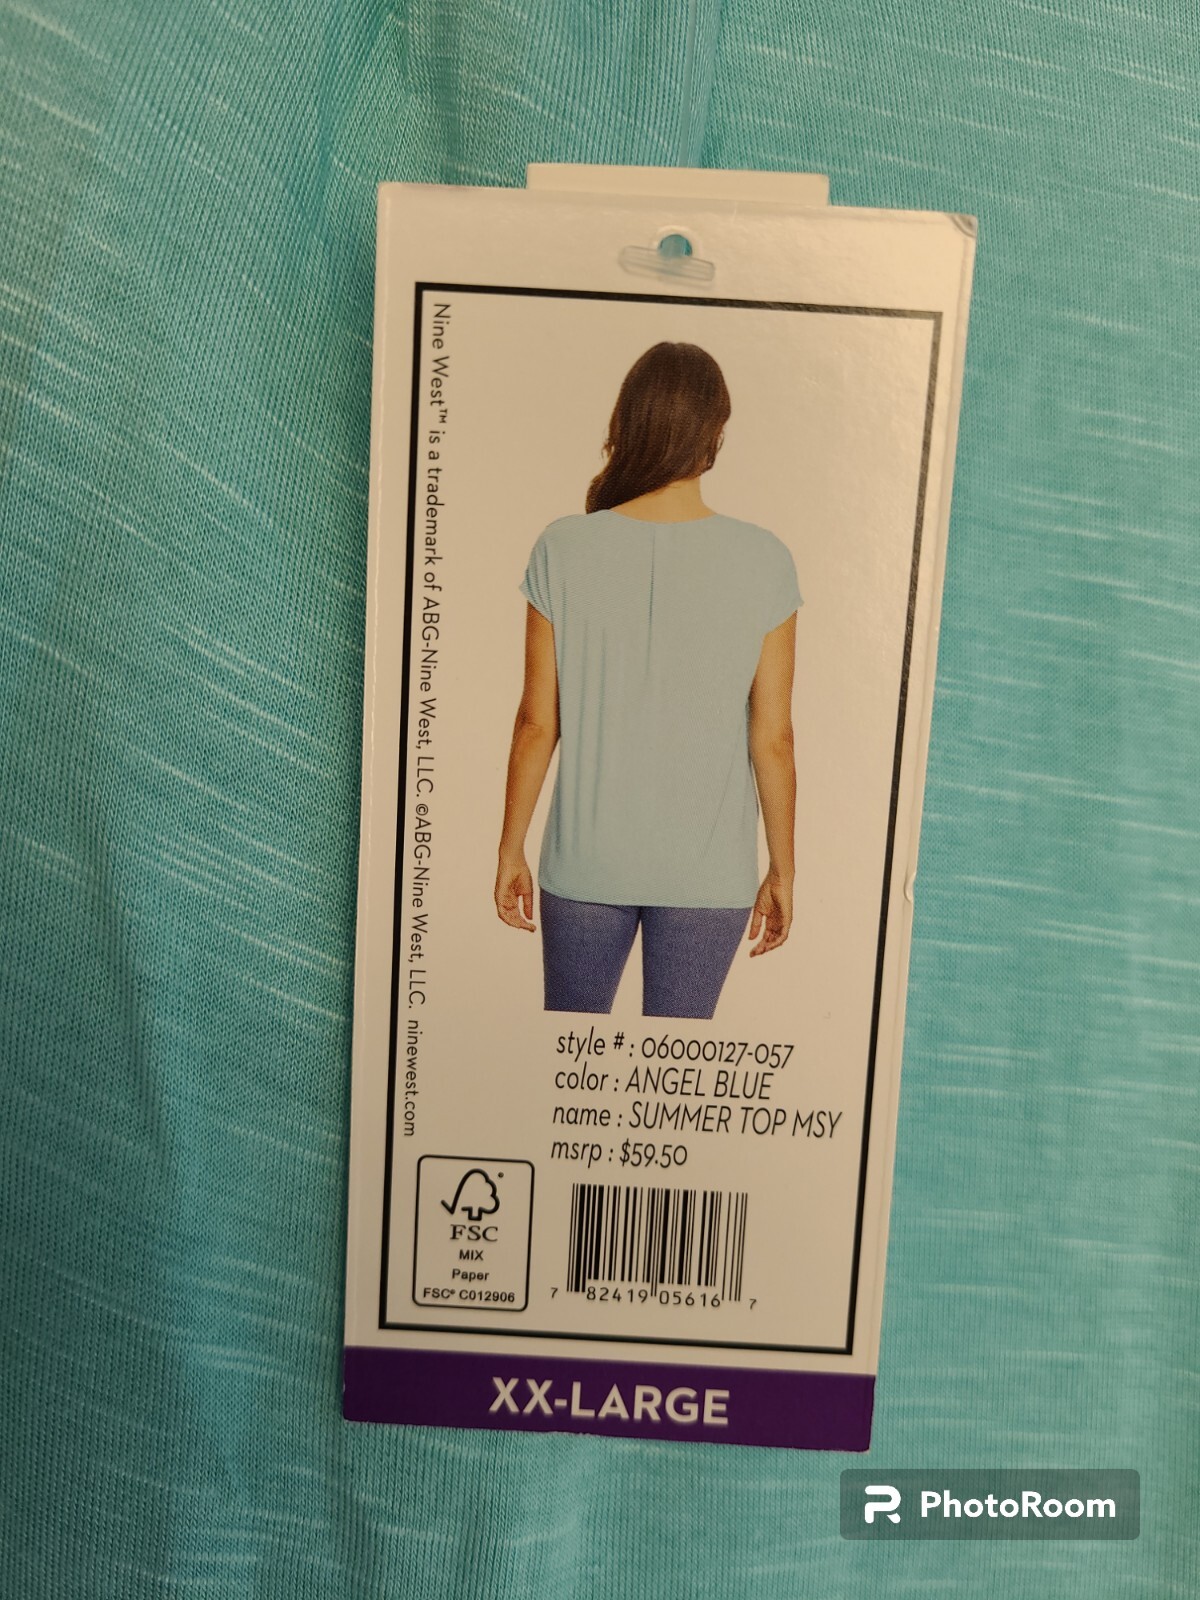 Nine West™ is a trademark of ABG-Nine West, LLC. ©ABG-Nine West, LLC. ninewest.com
style # : 06000127-057
color : ANGEL BLUE
name : SUMMER TOP MSY
msrp : $59.50
FSC
MIX
Paper
FSC® C012906
7 82419 05616 7
XX-LARGE
PhotoRoom